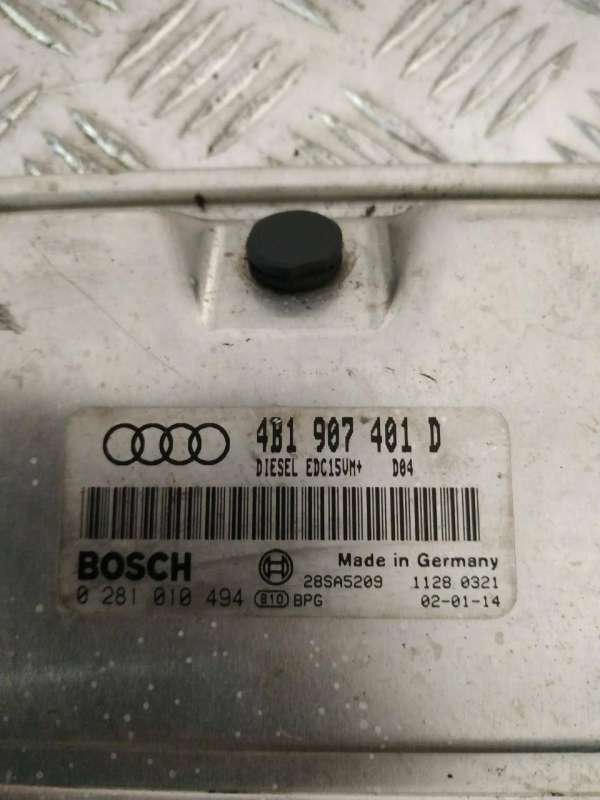 4B1 907 401 D
DIESEL EDC15VM+ D04
BOSCH Made in Germany
28SA5209 1128 0321
0 281 010 494 810 BPG 02-01-14